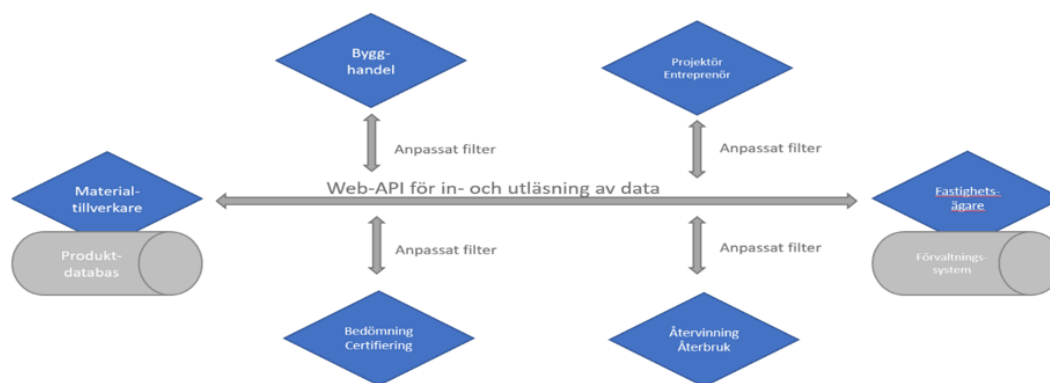 Bygg-
handel
Projektör
Entreprenör
Anpassat filter
Anpassat filter
Material-
tillverkare
Web-API för in- och utläsning av data
Fastighets-
ägare
Produkt-
databas
Anpassat filter
Anpassat filter
Förvaltnings-
system
Bedömning
Certifiering
Återvinning
Återbruk